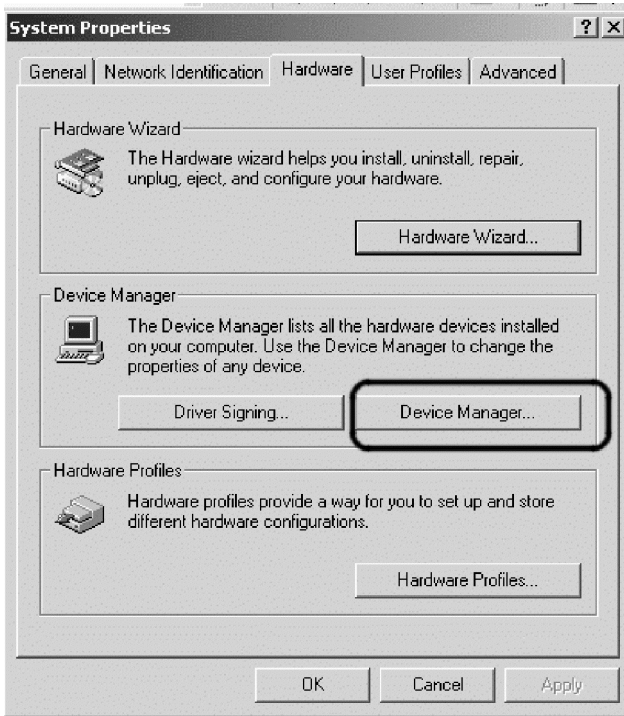 System Properties
General Network Identification Hardware User Profiles Advanced
Hardware Wizard
The Hardware wizard helps you install, uninstall, repair,
unplug, eject, and configure your hardware.
Hardware Wizard...
Device Manager
The Device Manager lists all the hardware devices installed
on your computer. Use the Device Manager to change the
properties of any device.
Driver Signing... Device Manager...
Hardware Profiles
Hardware profiles provide a way for you to set up and store
different hardware configurations.
Hardware Profiles...
OK Cancel Apply